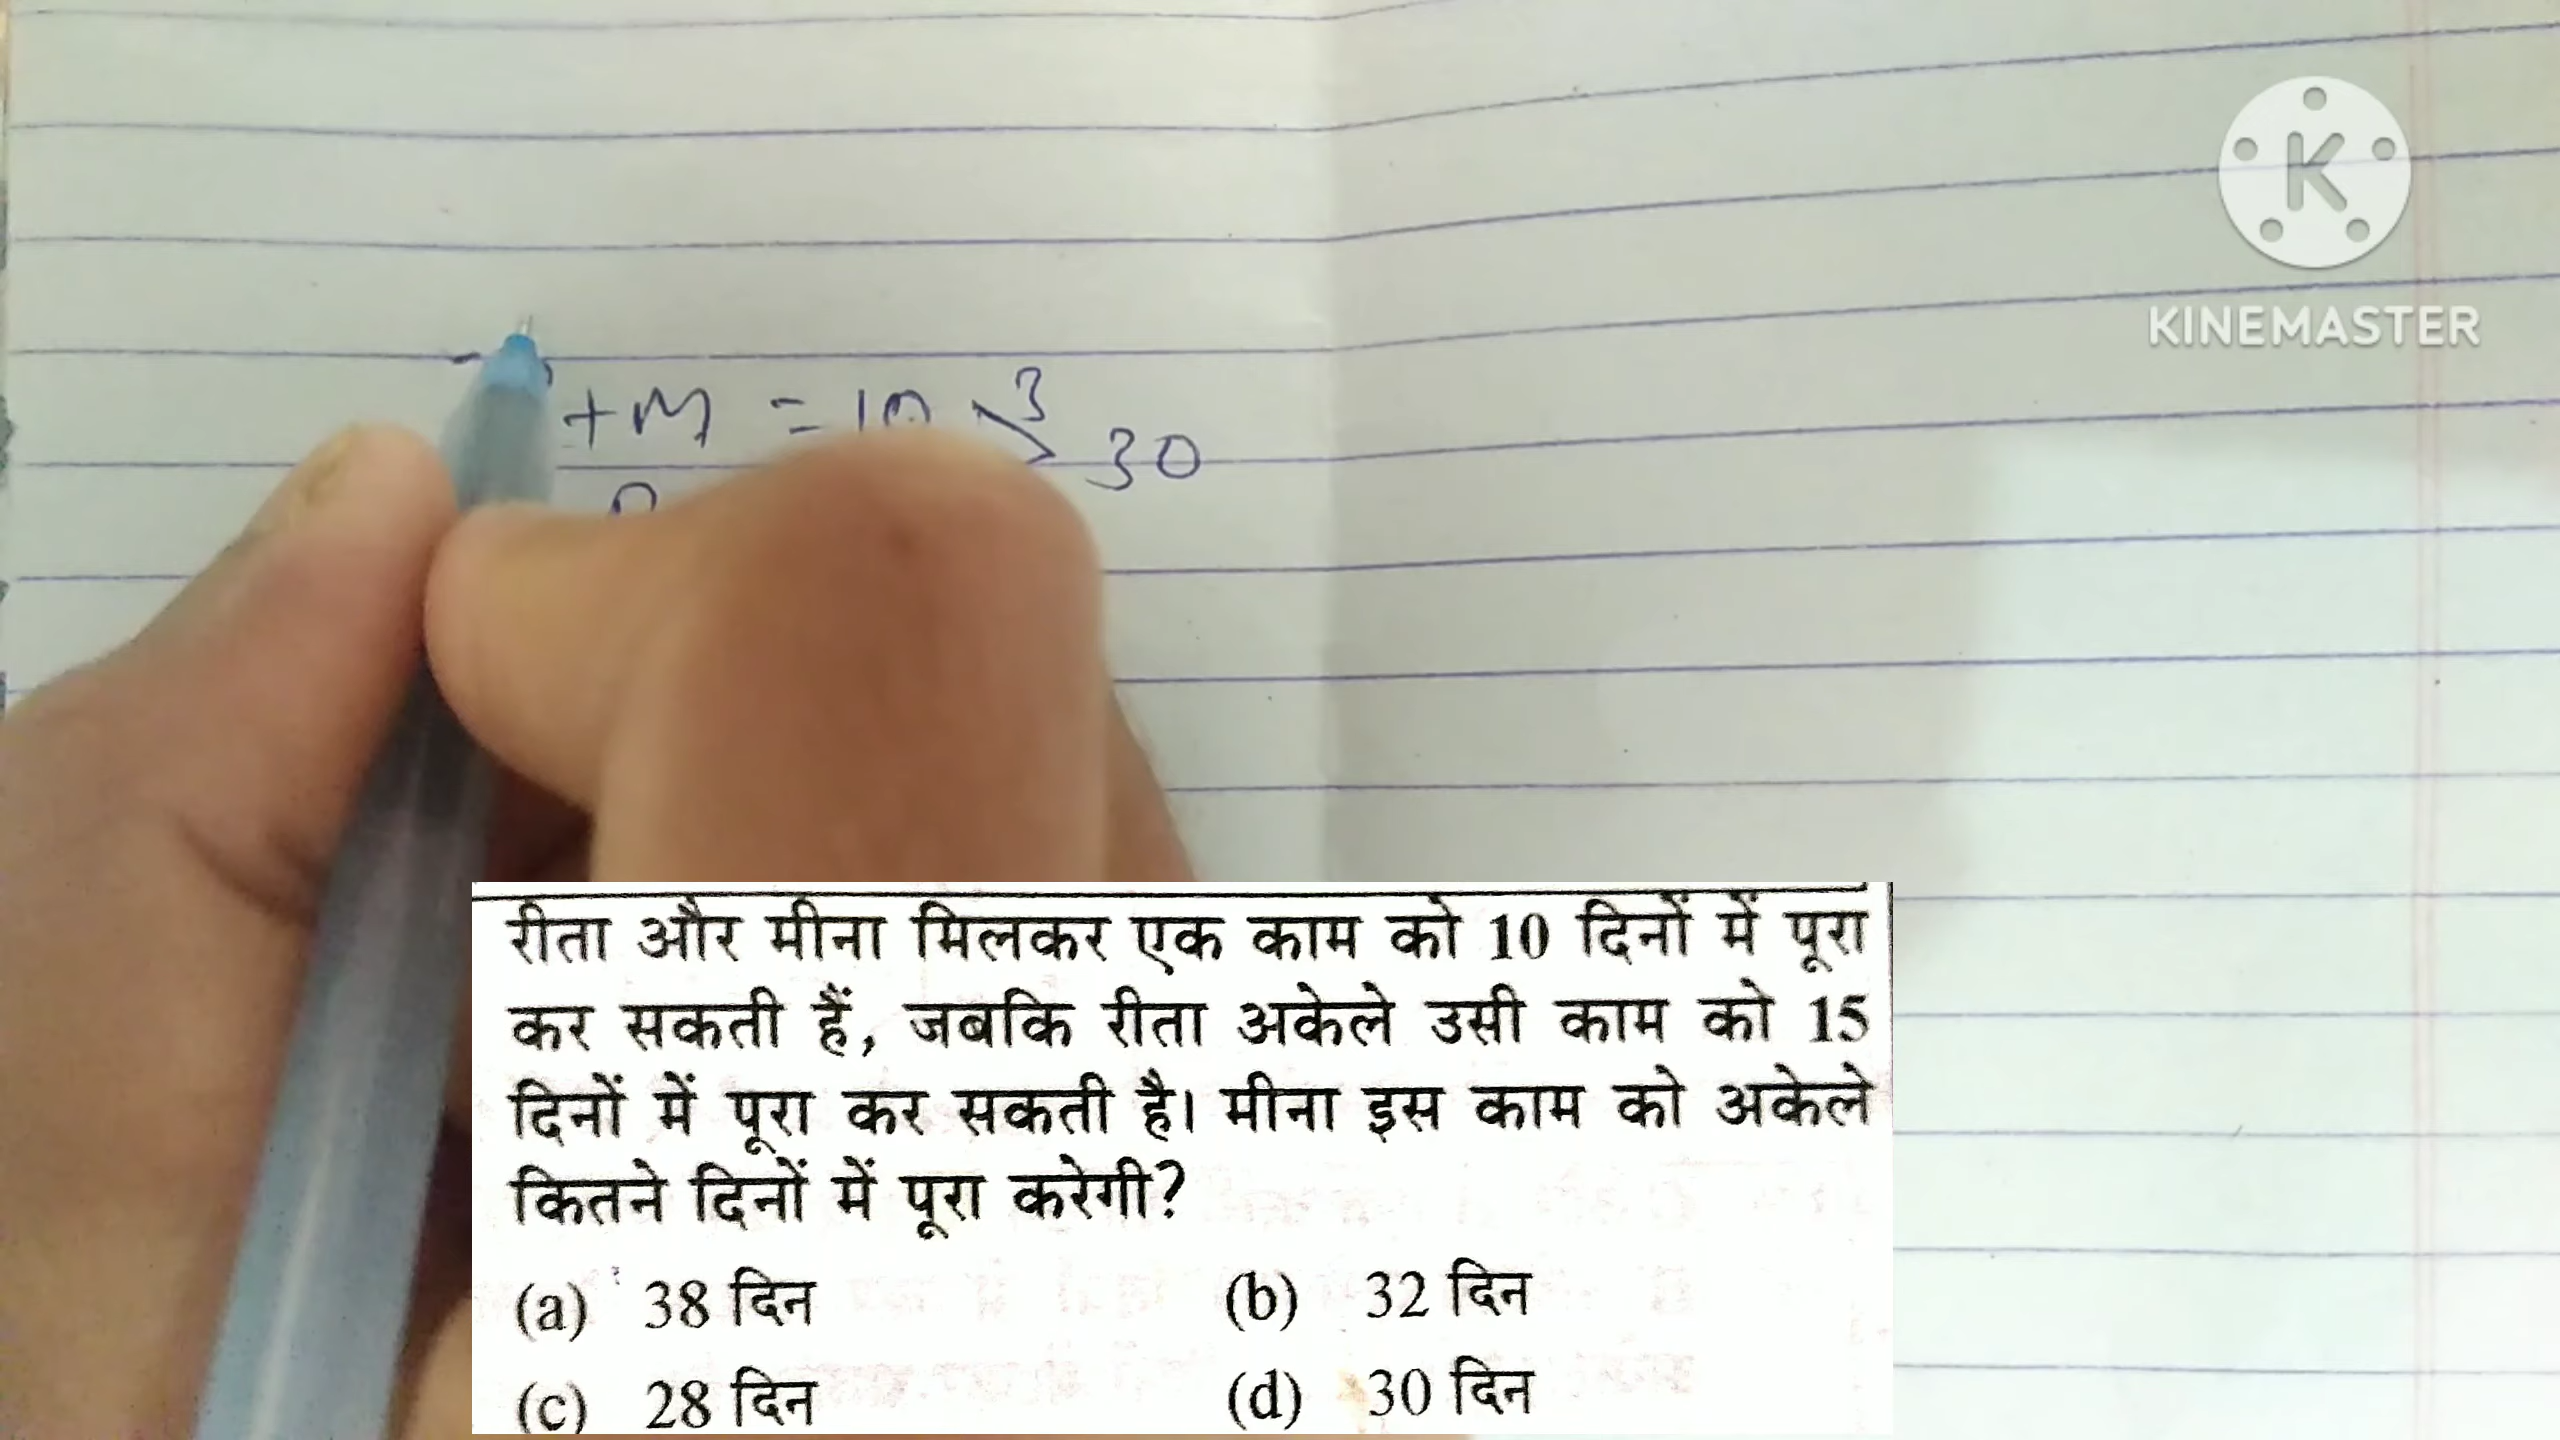 KINEMASTER
+M = 10 3
30
R
रीता और मीना मिलकर एक काम को 10 दिनों में पूरा
कर सकती हैं, जबकि रीता अकेले उसी काम को 15
दिनों में पूरा कर सकती है। मीना इस काम को अकेले
कितने दिनों में पूरा करेगी?
(a) 38 दिन (b) 32 दिन
(c) 28 दिन (d) 30 दिन